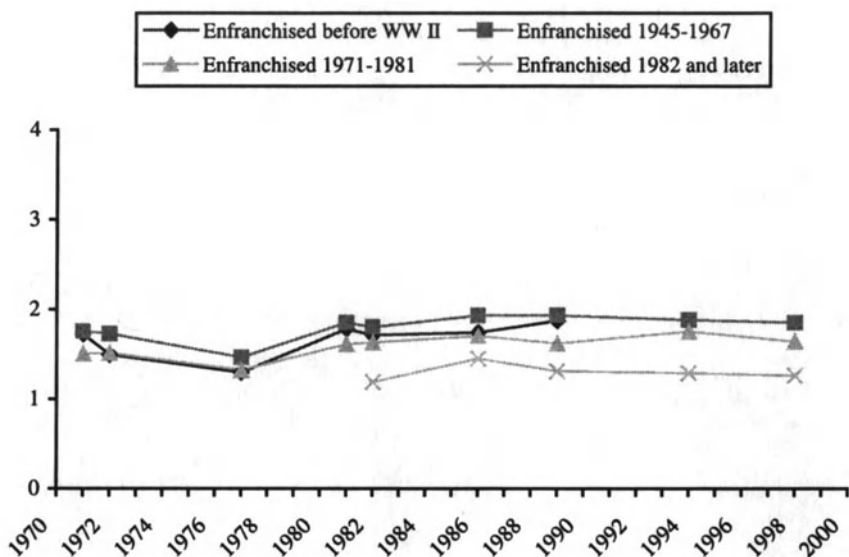 Enfranchised before WW II Enfranchised 1945-1967
Enfranchised 1971-1981 Enfranchised 1982 and later
4
3
2
1
0
1970 1972 1974 1976 1978 1980 1982 1984 1986 1988 1990 1992 1994 1996 1998 2000